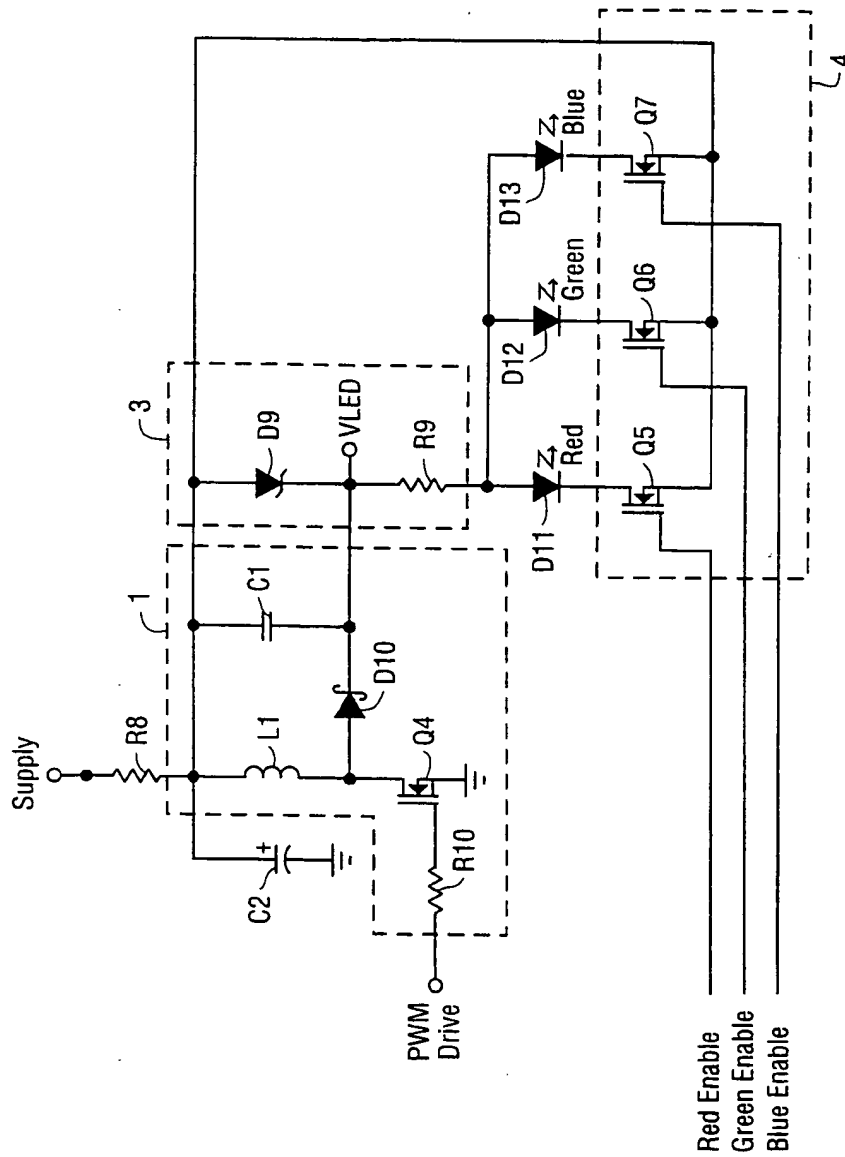 Supply
R8
1
3
C2
+
L1
C1
D9
VLED
D10
R9
Q4
R10
PWM
Drive
D11
Red
D12
Green
D13
Blue
Q5
Q6
Q7
4
Red Enable
Green Enable
Blue Enable